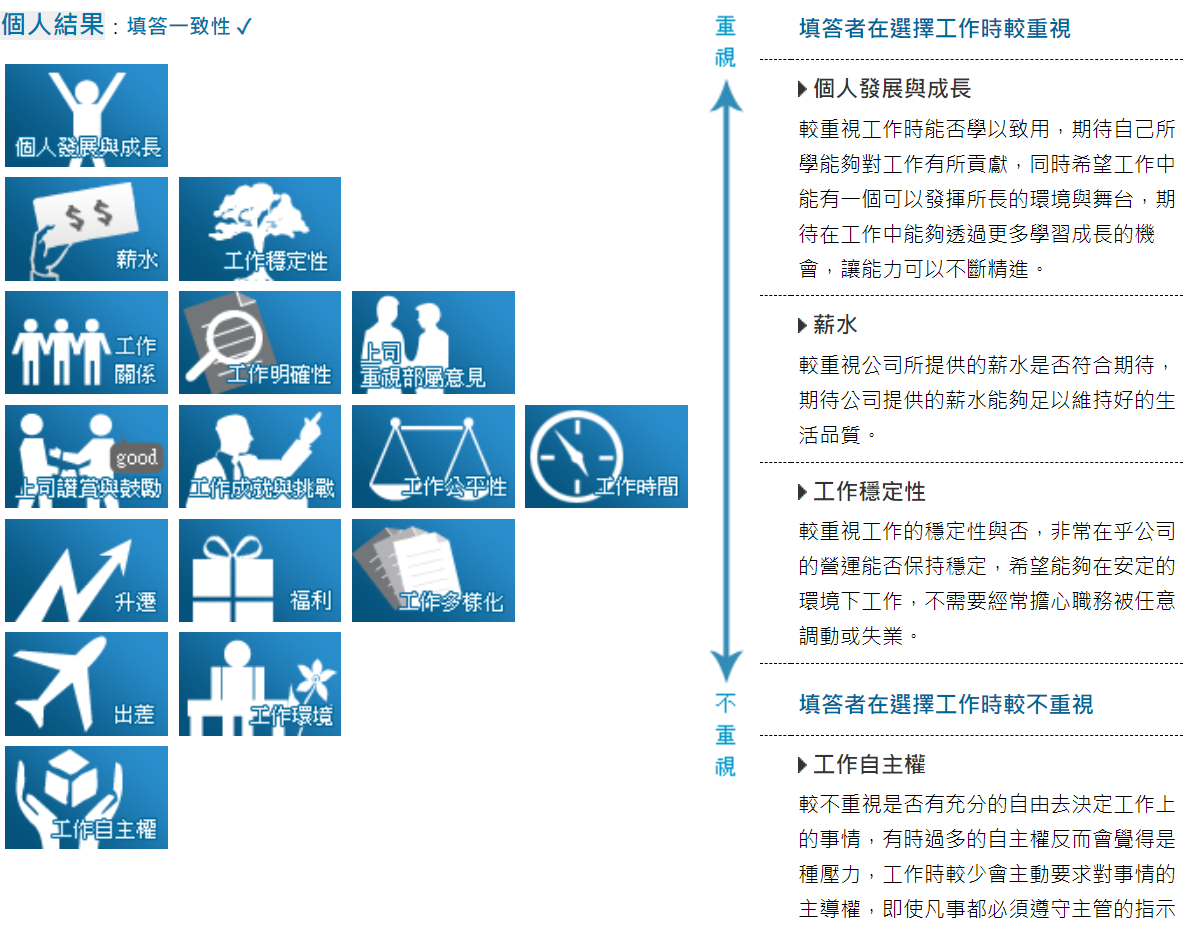 個人結果：填答一致性✓
個人發展與成長
$ $
薪水
工作穩定性
工作
關係
工作明確性
上司
重視部屬意見
good
上司讚賞與鼓勵
工作成就與挑戰
工作公平性
工作時間
升遷
福利
工作多樣化
出差
工作環境
工作自主權
重
視
不
重
視
填答者在選擇工作時較重視
個人發展與成長
較重視工作時能否學以致用，期待自己所
學能夠對工作有所貢獻，同時希望工作中
能有一個可以發揮所長的環境與舞台，期
待在工作中能夠透過更多學習成長的機
會，讓能力可以不斷精進。
薪水
較重視公司所提供的薪水是否符合期待，
期待公司提供的薪水能夠足以維持好的生
活品質。
工作穩定性
較重視工作的穩定性與否，非常在乎公司
的營運能否保持穩定，希望能夠在安定的
環境下工作，不需要經常擔心職務被任意
調動或失業。
填答者在選擇工作時較不重視
工作自主權
較不重視是否有充分的自由去決定工作上
的事情，有時過多的自主權反而會覺得是
種壓力，工作時較少會主動要求對事情的
主導權，即使凡事都必須遵守主管的指示